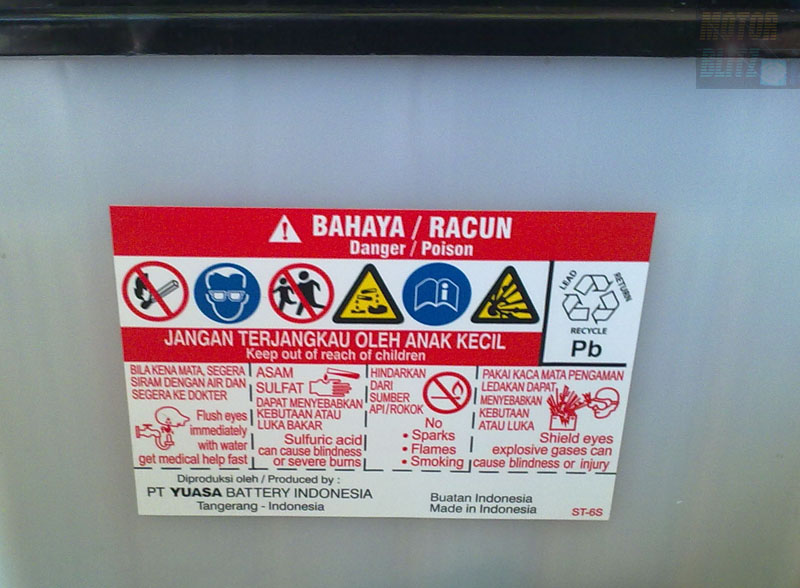 MOTOR
BLITZ
BAHAYA / RACUN
Danger / Poison
LEAD
RETURN
RECYCLE
Pb
JANGAN TERJANGKAU OLEH ANAK KECIL
Keep out of reach of children
BILA KENA MATA, SEGERA
SIRAM DENGAN AIR DAN
SEGERA KE DOKTER
Flush eyes
immediately
with water
get medical help fast
ASAM
SULFAT
DAPAT MENYEBABKAN
KEBUTAAN ATAU
LUKA BAKAR
Sulfuric acid
can cause blindness
or severe burns
HINDARKAN
DARI
SUMBER
API/ROKOK
No
• Sparks
• Flames
• Smoking
PAKAI KACA MATA PENGAMAN
LEDAKAN DAPAT
MENYEBABKAN
KEBUTAAN
ATAU LUKA
Shield eyes
explosive gases can
cause blindness or injury
Diproduksi oleh / Produced by :
PT YUASA BATTERY INDONESIA
Tangerang - Indonesia
Buatan Indonesia
Made in Indonesia
ST-6S